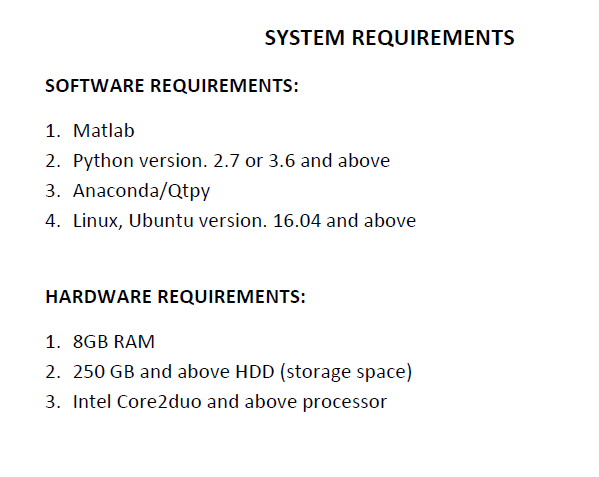 SYSTEM REQUIREMENTS
SOFTWARE REQUIREMENTS:
1. Matlab
2. Python version. 2.7 or 3.6 and above
3. Anaconda/Qtpy
4. Linux, Ubuntu version. 16.04 and above
HARDWARE REQUIREMENTS:
1. 8GB RAM
2. 250 GB and above HDD (storage space)
3. Intel Core2duo and above processor